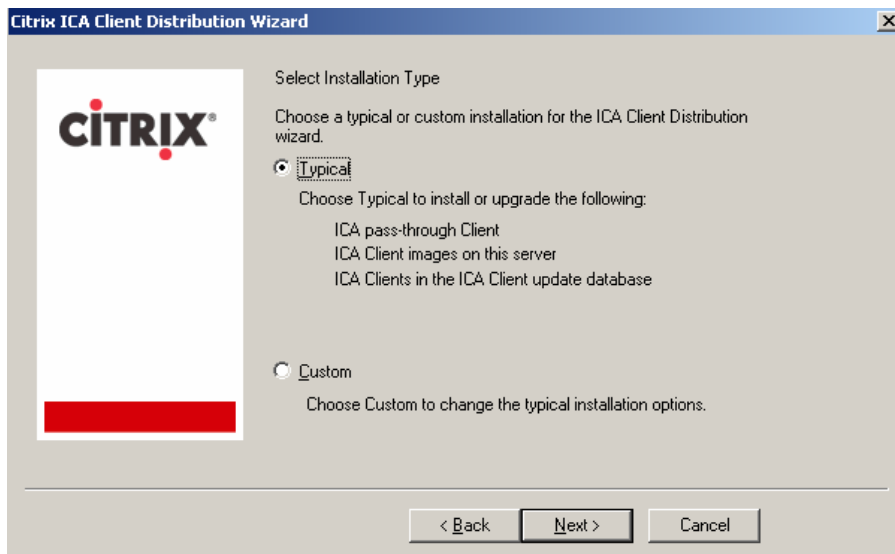 Citrix ICA Client Distribution Wizard
CITRIX®
Select Installation Type
Choose a typical or custom installation for the ICA Client Distribution
wizard.
Typical
Choose Typical to install or upgrade the following:
ICA pass-through Client
ICA Client images on this server
ICA Clients in the ICA Client update database
Custom
Choose Custom to change the typical installation options.
< Back
Next >
Cancel